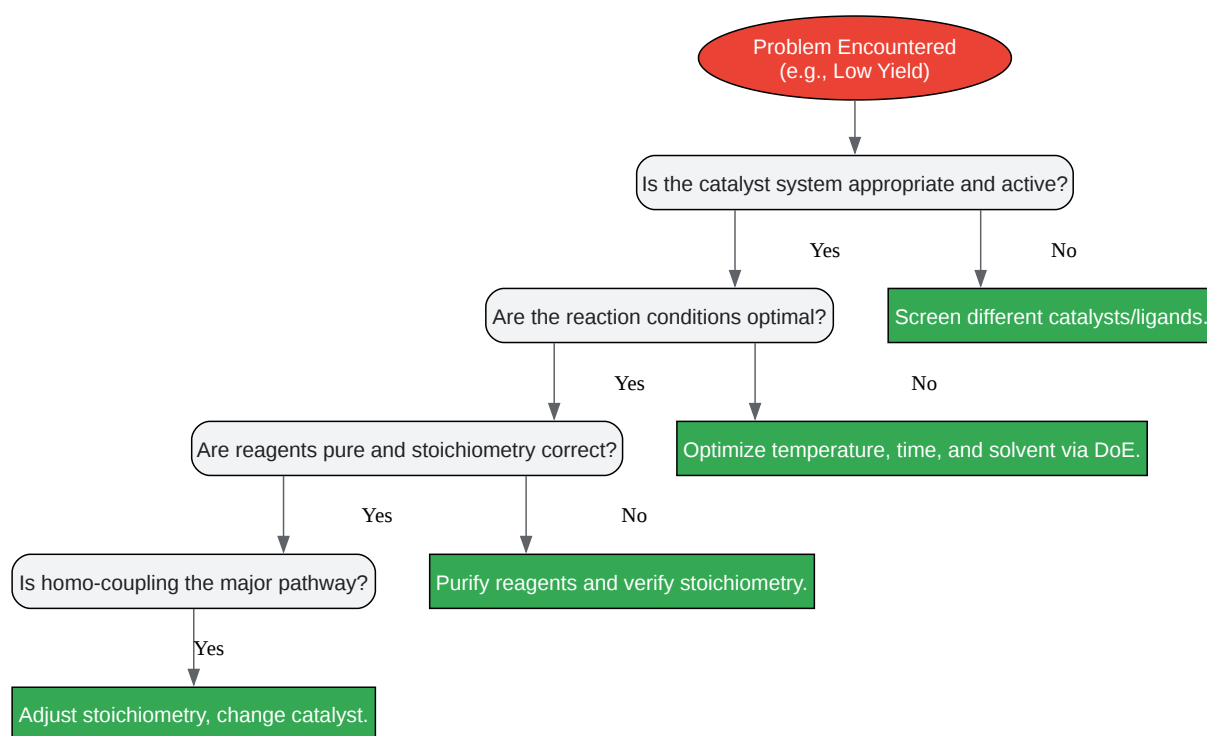 Problem Encountered
(e.g., Low Yield)
Is the catalyst system appropriate and active?
Yes
No
Are the reaction conditions optimal?
Screen different catalysts/ligands.
Yes
No
Are reagents pure and stoichiometry correct?
Optimize temperature, time, and solvent via DoE.
Yes
No
Is homo-coupling the major pathway?
Purify reagents and verify stoichiometry.
Yes
Adjust stoichiometry, change catalyst.